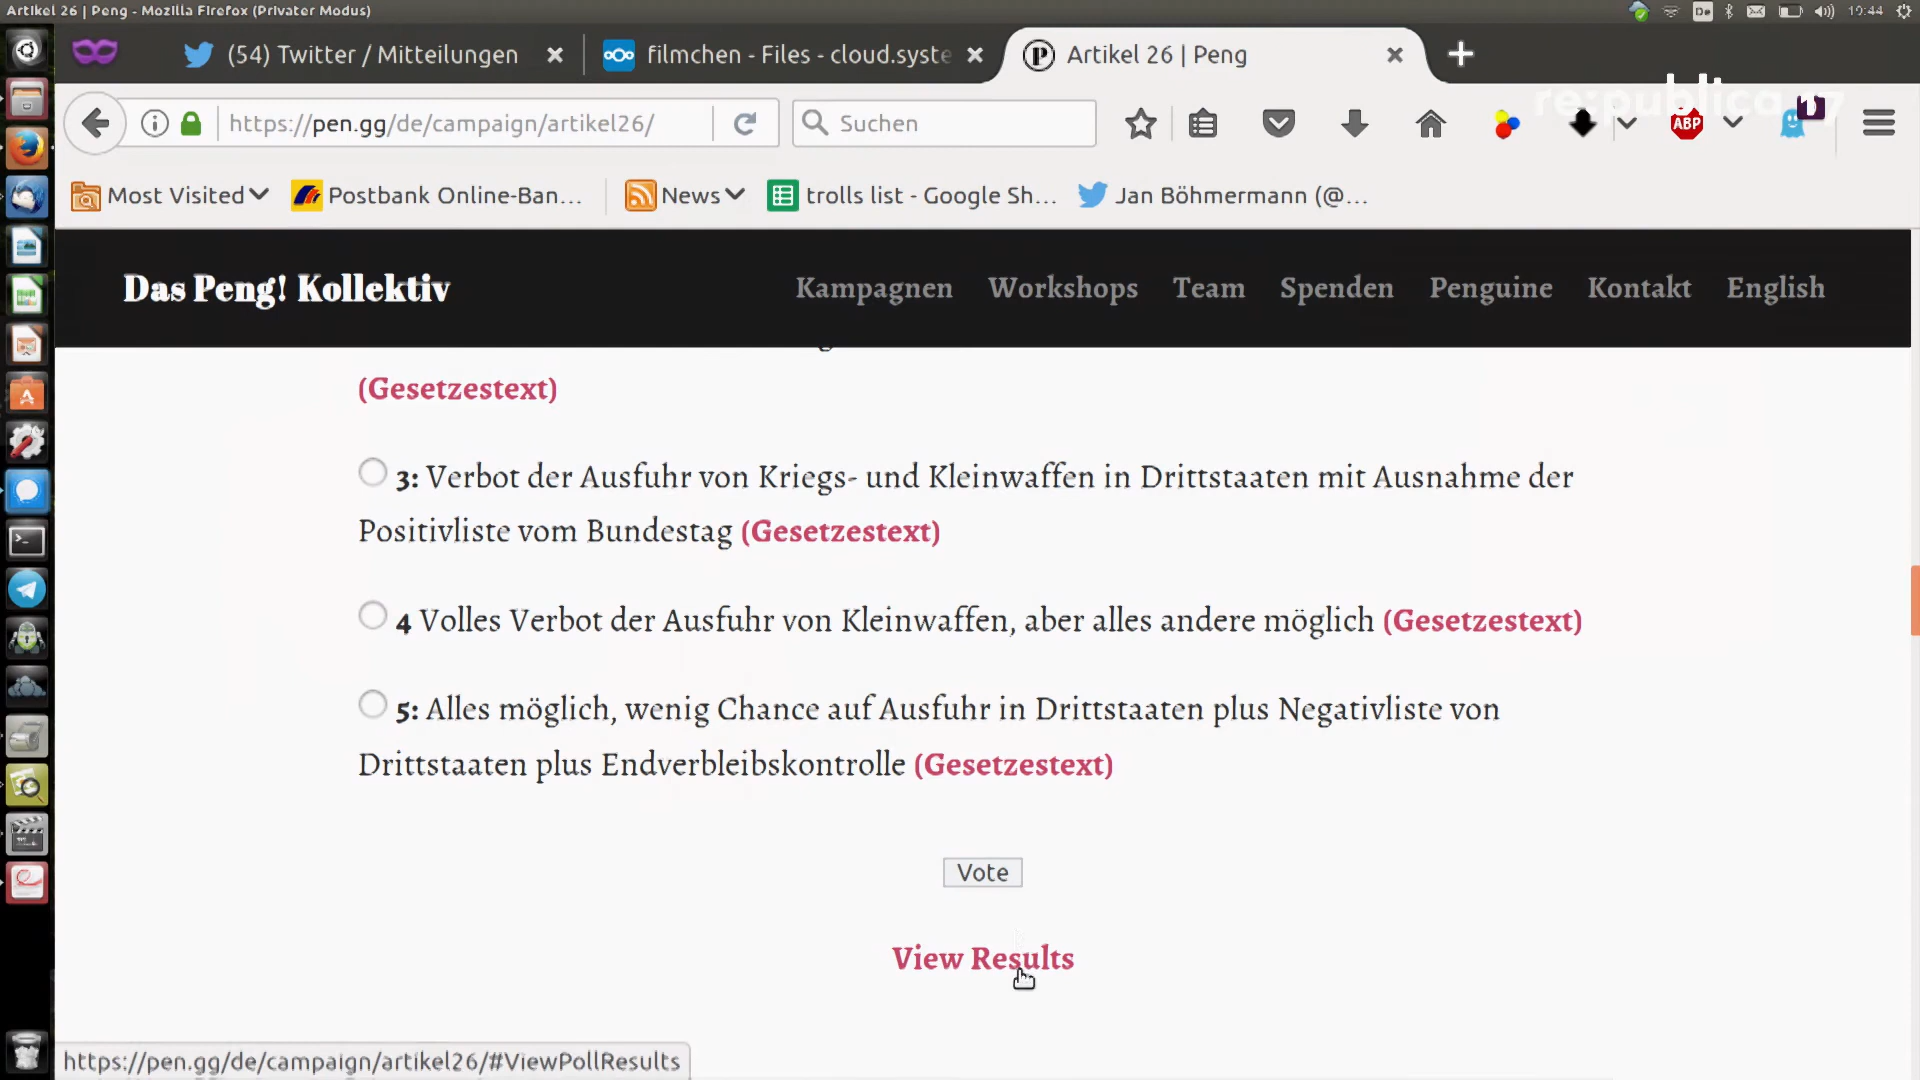 Artikel 26 | Peng - Mozilla Firefox (Privater Modus)
De
19:44
(54) Twitter / Mitteilungen
filmchen - Files - cloud.syste
Artikel 26 | Peng
re:publica 17
https://pen.gg/de/campaign/artikel26/
Suchen
ABP
1
Most Visited
Postbank Online-Ban...
News
trolls list - Google Sh...
Jan Böhmermann (@...
Das Peng! Kollektiv
Kampagnen
Workshops
Team
Spenden
Penguine
Kontakt
English
(Gesetzestext)
3: Verbot der Ausfuhr von Kriegs- und Kleinwaffen in Drittstaaten mit Ausnahme der
Positivliste vom Bundestag (Gesetzestext)
4 Volles Verbot der Ausfuhr von Kleinwaffen, aber alles andere möglich (Gesetzestext)
5: Alles möglich, wenig Chance auf Ausfuhr in Drittstaaten plus Negativliste von
Drittstaaten plus Endverbleibskontrolle (Gesetzestext)
Vote
View Results
https://pen.gg/de/campaign/artikel26/#ViewPollResults